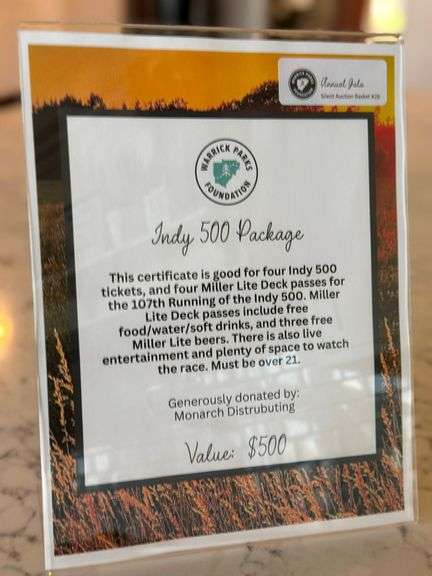 Annual Gala
Silent Auction Basket #28
WARRICK PARKS
FOUNDATION
Indy 500 Package
This certificate is good for four Indy 500
tickets, and four Miller Lite Deck passes for
the 107th Running of the Indy 500. Miller
Lite Deck passes include free
food/water/soft drinks, and three free
Miller Lite beers. There is also live
entertainment and plenty of space to watch
the race. Must be over 21.
Generously donated by:
Monarch Distrubuting
Value: $500